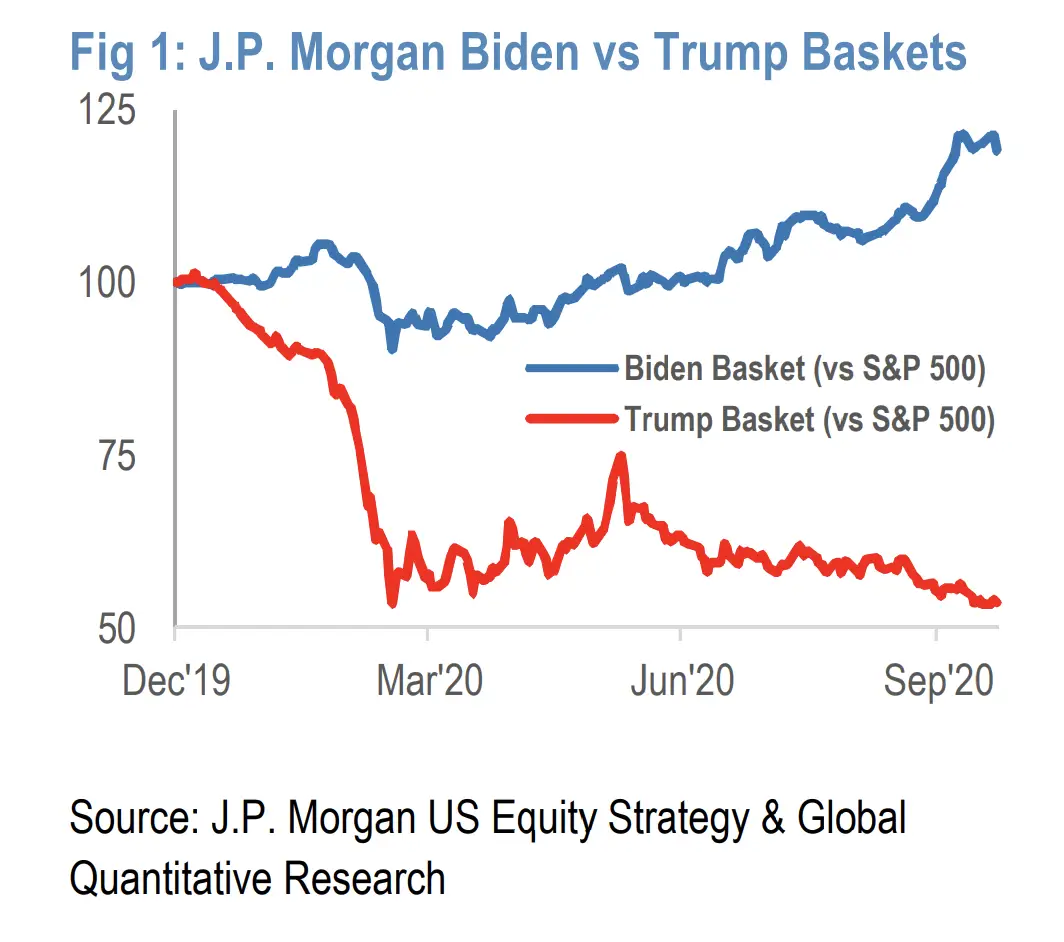 Fig 1: J.P. Morgan Biden vs Trump Baskets
125
100
75
50
Biden Basket (vs S&P 500)
Trump Basket (vs S&P 500)
Dec'19 Mar'20 Jun'20 Sep'20
Source: J.P. Morgan US Equity Strategy & Global
Quantitative Research